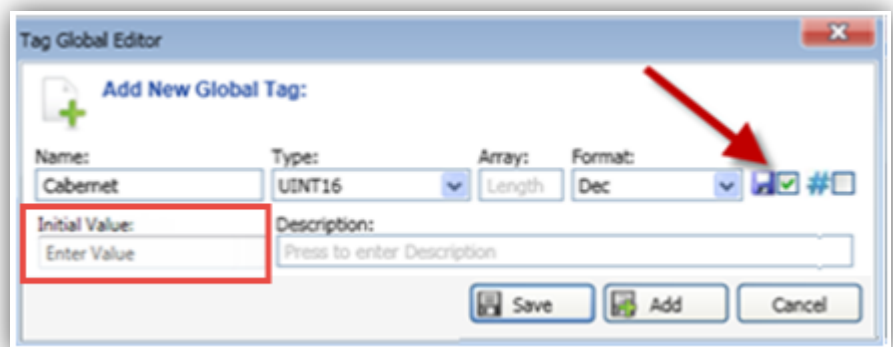 Tag Global Editor
Add New Global Tag:
Name: Type: Array: Format:
Cabernet UINT16 Length Dec #
Initial Value: Description:
Enter Value Press to enter Description
Save Add Cancel